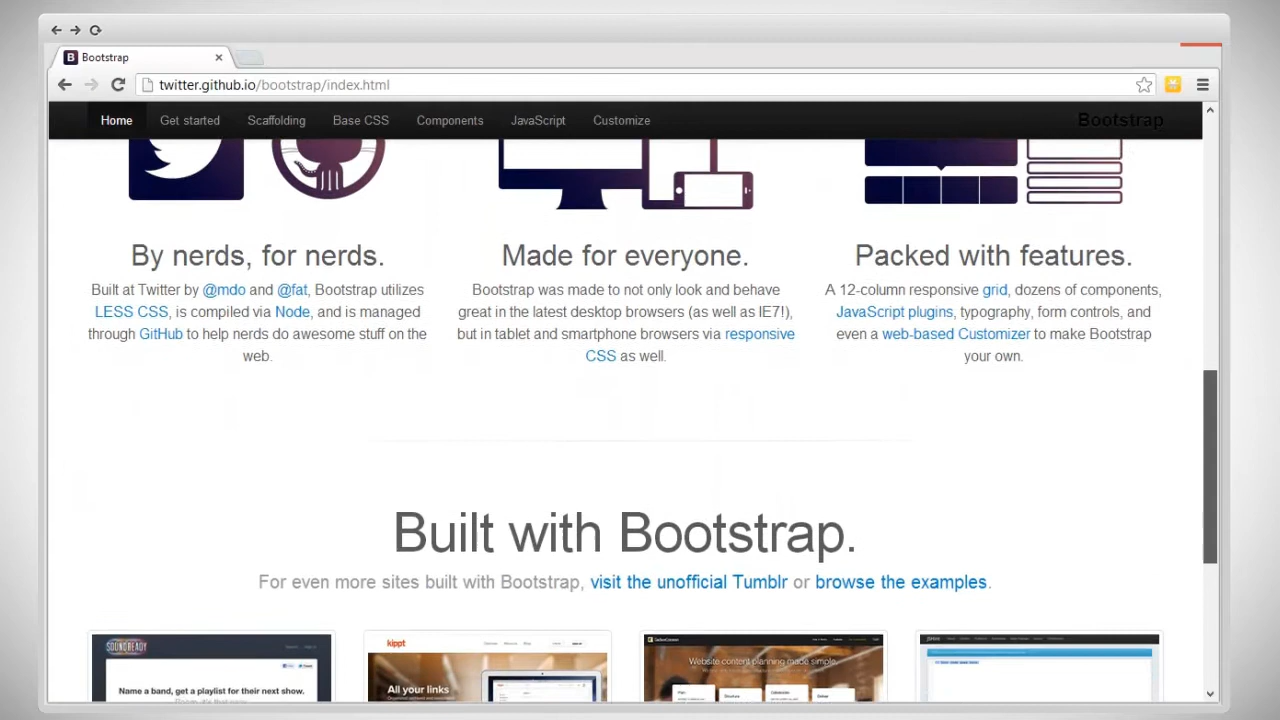 B Bootstrap
twitter.github.io/bootstrap/index.html
Home Get started Scaffolding Base CSS Components JavaScript Customize Bootstrap
By nerds, for nerds. Made for everyone. Packed with features.
Built at Twitter by @mdo and @fat, Bootstrap utilizes
LESS CSS, is compiled via Node, and is managed
through GitHub to help nerds do awesome stuff on the
web.
Bootstrap was made to not only look and behave
great in the latest desktop browsers (as well as IE7!),
but in tablet and smartphone browsers via responsive
CSS as well.
A 12-column responsive grid, dozens of components,
JavaScript plugins, typography, form controls, and
even a web-based Customizer to make Bootstrap
your own.
Built with Bootstrap.
For even more sites built with Bootstrap, visit the unofficial Tumblr or browse the examples.
SOUNDREADY
Name a band, get a playlist for their next show.
kippt
All your links
Website content planning made simple.